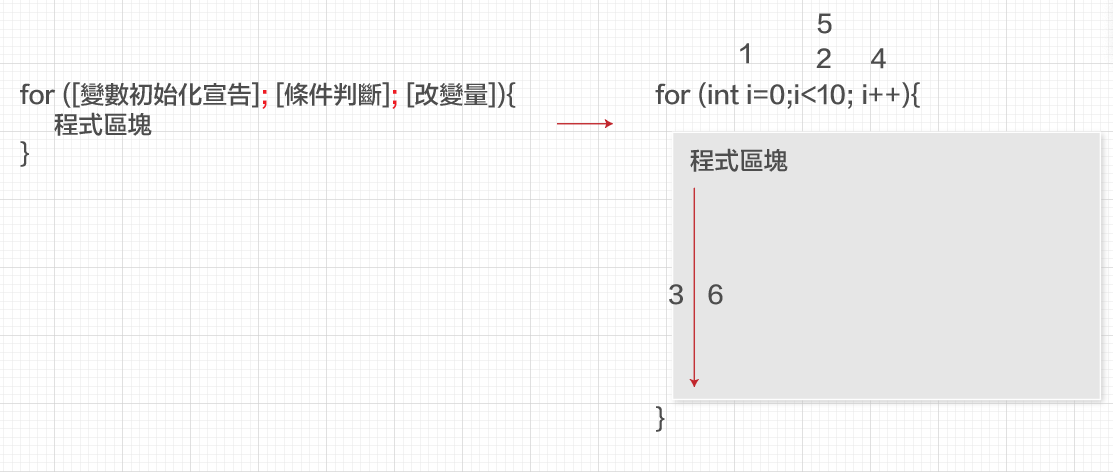 for ([變數初始化宣告]; [條件判斷]; [改變量]){
程式區塊
}
5
1 2 4
for (int i=0;i<10; i++){
程式區塊
3 6
}